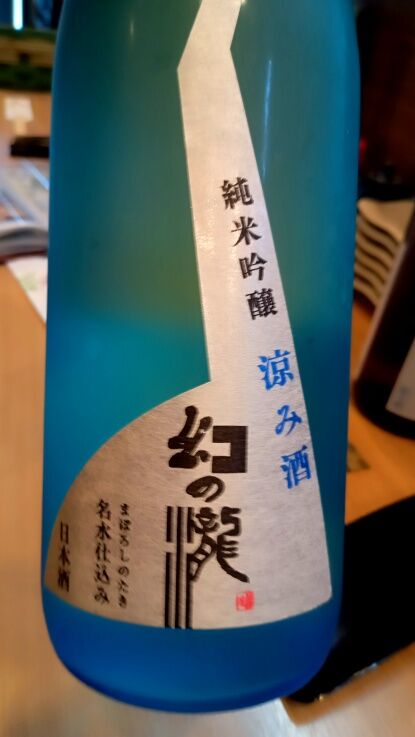 純米吟醸
涼み酒
幻の瀧
まぼろしのたき
名水仕込み
日本酒